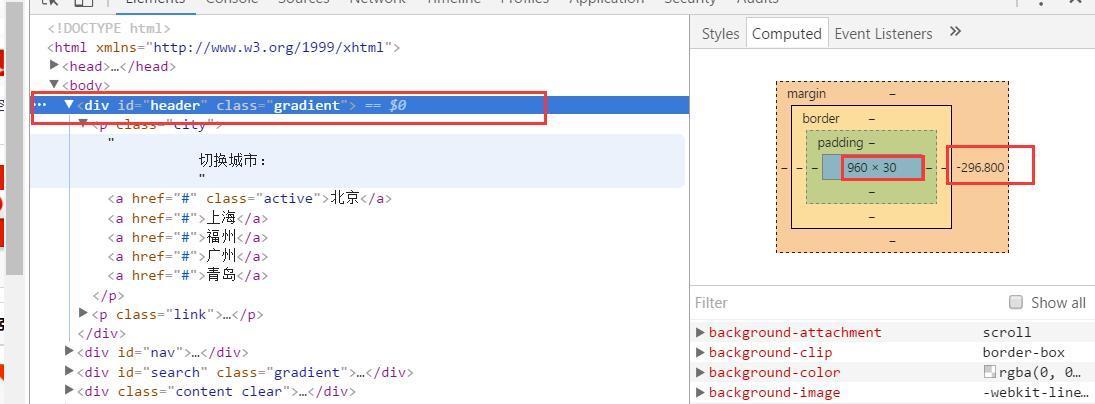 Elements Console Sources Network Timeline Profiles Application Security Audits
<!DOCTYPE html>
<html xmlns="http://www.w3.org/1999/xhtml">
▶<head>…</head>
▼<body>
… ▼<div id="header" class="gradient"> == $0
▼<p class="city">
"
切换城市：
"
<a href="#" class="active">北京</a>
<a href="#">上海</a>
<a href="#">福州</a>
<a href="#">广州</a>
<a href="#">青岛</a>
</p>
▶<p class="link">…</p>
</div>
▶<div id="nav">…</div>
▶<div id="search" class="gradient">…</div>
▶<div class="content clear">…</div>
Styles Computed Event Listeners »
margin –
border –
padding –
– – – 960 × 30 – – -296.800
–
–
–
Filter Show all
▶ background-attachment scroll
▶ background-clip border-box
▶ background-color rgba(0, 0…
▶ background-image -webkit-line…